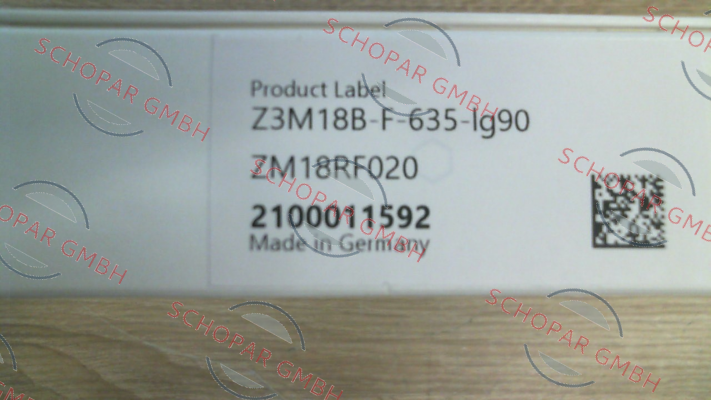 Product Label
Z3M18B-F-635-lg90
ZM18RF020
2100011592
Made in Germany
SCHOPAR GMBH
SCHOPAR GMBH
SCHOPAR GMBH
SCHOPAR GMBH
SCHOPAR GMBH
SCHOPAR GMBH
SCHOPAR GMBH